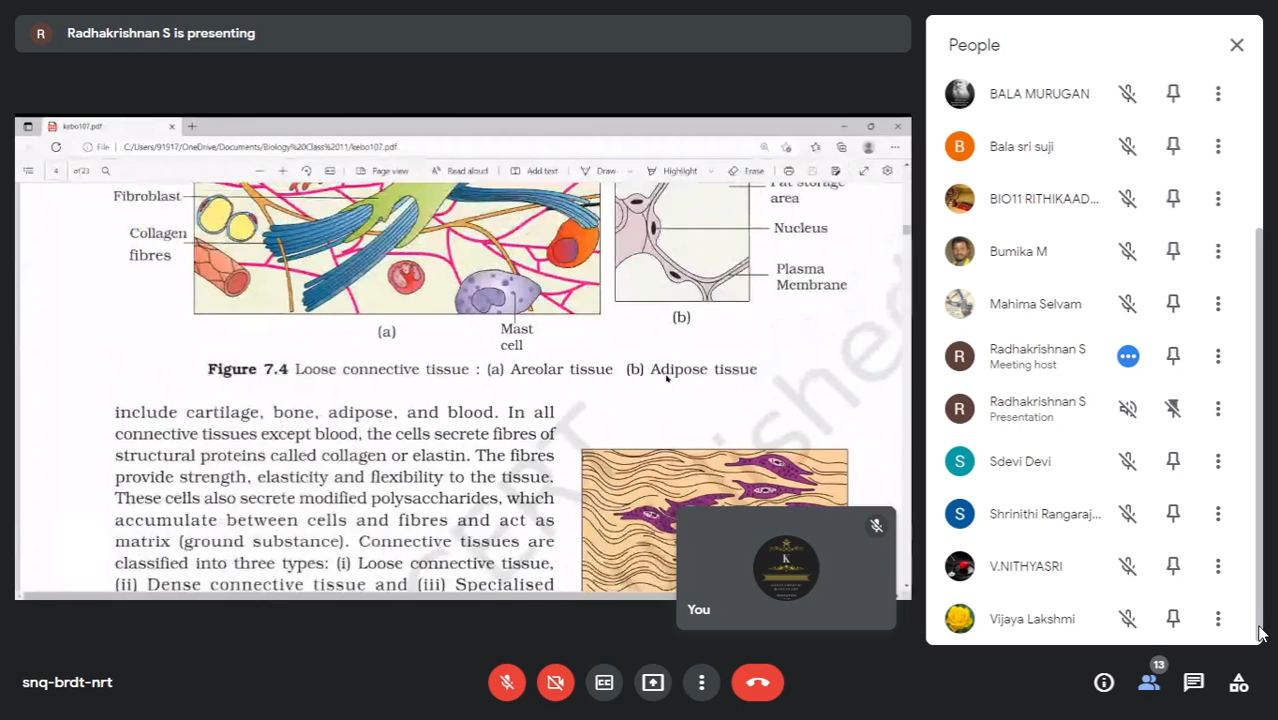 R Radhakrishnan S is presenting
People
kebo107.pdf
File C:/Users/91917/OneDrive/Documents/Biology%20Class%2011/kebo107.pdf
4 of 23 Page view Read aloud Add text Draw Highlight Erase
Fibroblast
Collagen
fibres
Mast
cell
(a)
Fat storage
area
Nucleus
Plasma
Membrane
(b)
Figure 7.4 Loose connective tissue : (a) Areolar tissue (b) Adipose tissue
include cartilage, bone, adipose, and blood. In all
connective tissues except blood, the cells secrete fibres of
structural proteins called collagen or elastin. The fibres
provide strength, elasticity and flexibility to the tissue.
These cells also secrete modified polysaccharides, which
accumulate between cells and fibres and act as
matrix (ground substance). Connective tissues are
classified into three types: (i) Loose connective tissue,
(ii) Dense connective tissue and (iii) Specialised
K
You
BALA MURUGAN
B Bala sri suji
BIO11 RITHIKAAD...
Bumika M
Mahima Selvam
R Radhakrishnan S
Meeting host
R Radhakrishnan S
Presentation
S Sdevi Devi
S Shrinithi Rangaraj...
V.NITHYASRI
Vijaya Lakshmi
snq-brdt-nrt
CC
13